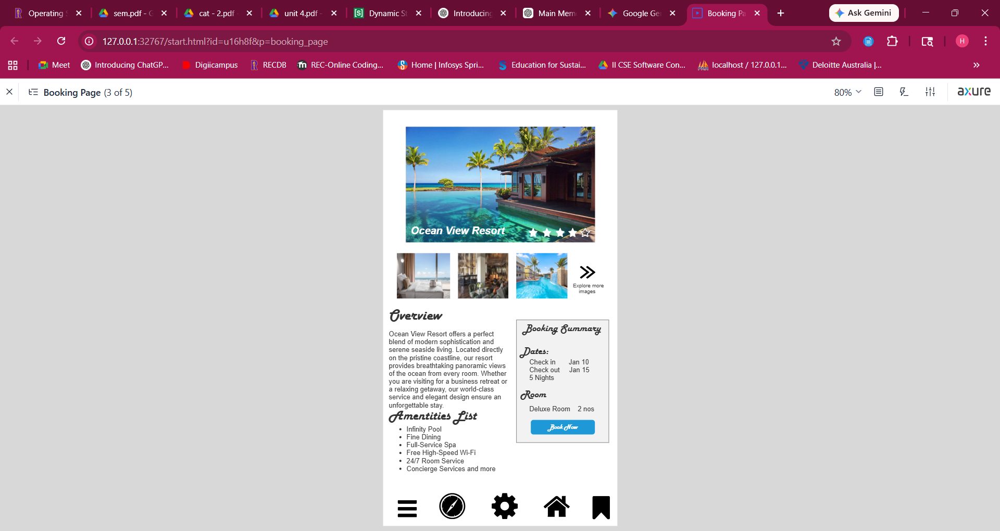 Operating
sem.pdf - G
cat - 2.pdf
unit 4.pdf -
[S] Dynamic S
Introducing
Main Mem
Google Ge
Booking Pa
Ask Gemini
127.0.0.1:32767/start.html?id=u16h8f&p=booking_page
H
Meet
Introducing ChatGP...
Digiicampus
RECDB
REC-Online Coding...
Home | Infosys Spri...
Education for Sustai...
II CSE Software Con...
localhost / 127.0.0.1...
Deloitte Australia |...
Booking Page (3 of 5)
80%
axure
Ocean View Resort
Explore more
images
Overview
Ocean View Resort offers a perfect
blend of modern sophistication and
serene seaside living. Located directly
on the pristine coastline, our resort
provides breathtaking panoramic views
of the ocean from every room. Whether
you are visiting for a business retreat or
a relaxing getaway, our world-class
service and elegant design ensure an
unforgettable stay.
Amentities List
• Infinity Pool
• Fine Dining
• Full-Service Spa
• Free High-Speed Wi-Fi
• 24/7 Room Service
• Concierge Services and more
Booking Summary
Dates:
Check in Jan 10
Check out Jan 15
5 Nights
Room
Deluxe Room 2 nos
Book Now